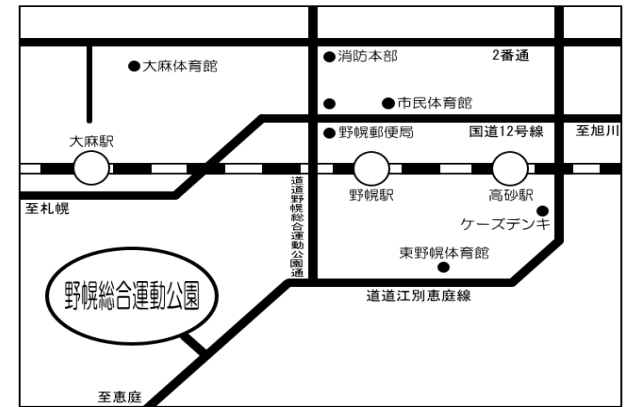 消防本部
2番通
大麻体育館
市民体育館
野幌郵便局
国道12号線
至旭川
大麻駅
野幌駅
高砂駅
至札幌
道道野幌総合運動公園通
ケーズデンキ
東野幌体育館
野幌総合運動公園
道道江別恵庭線
至恵庭